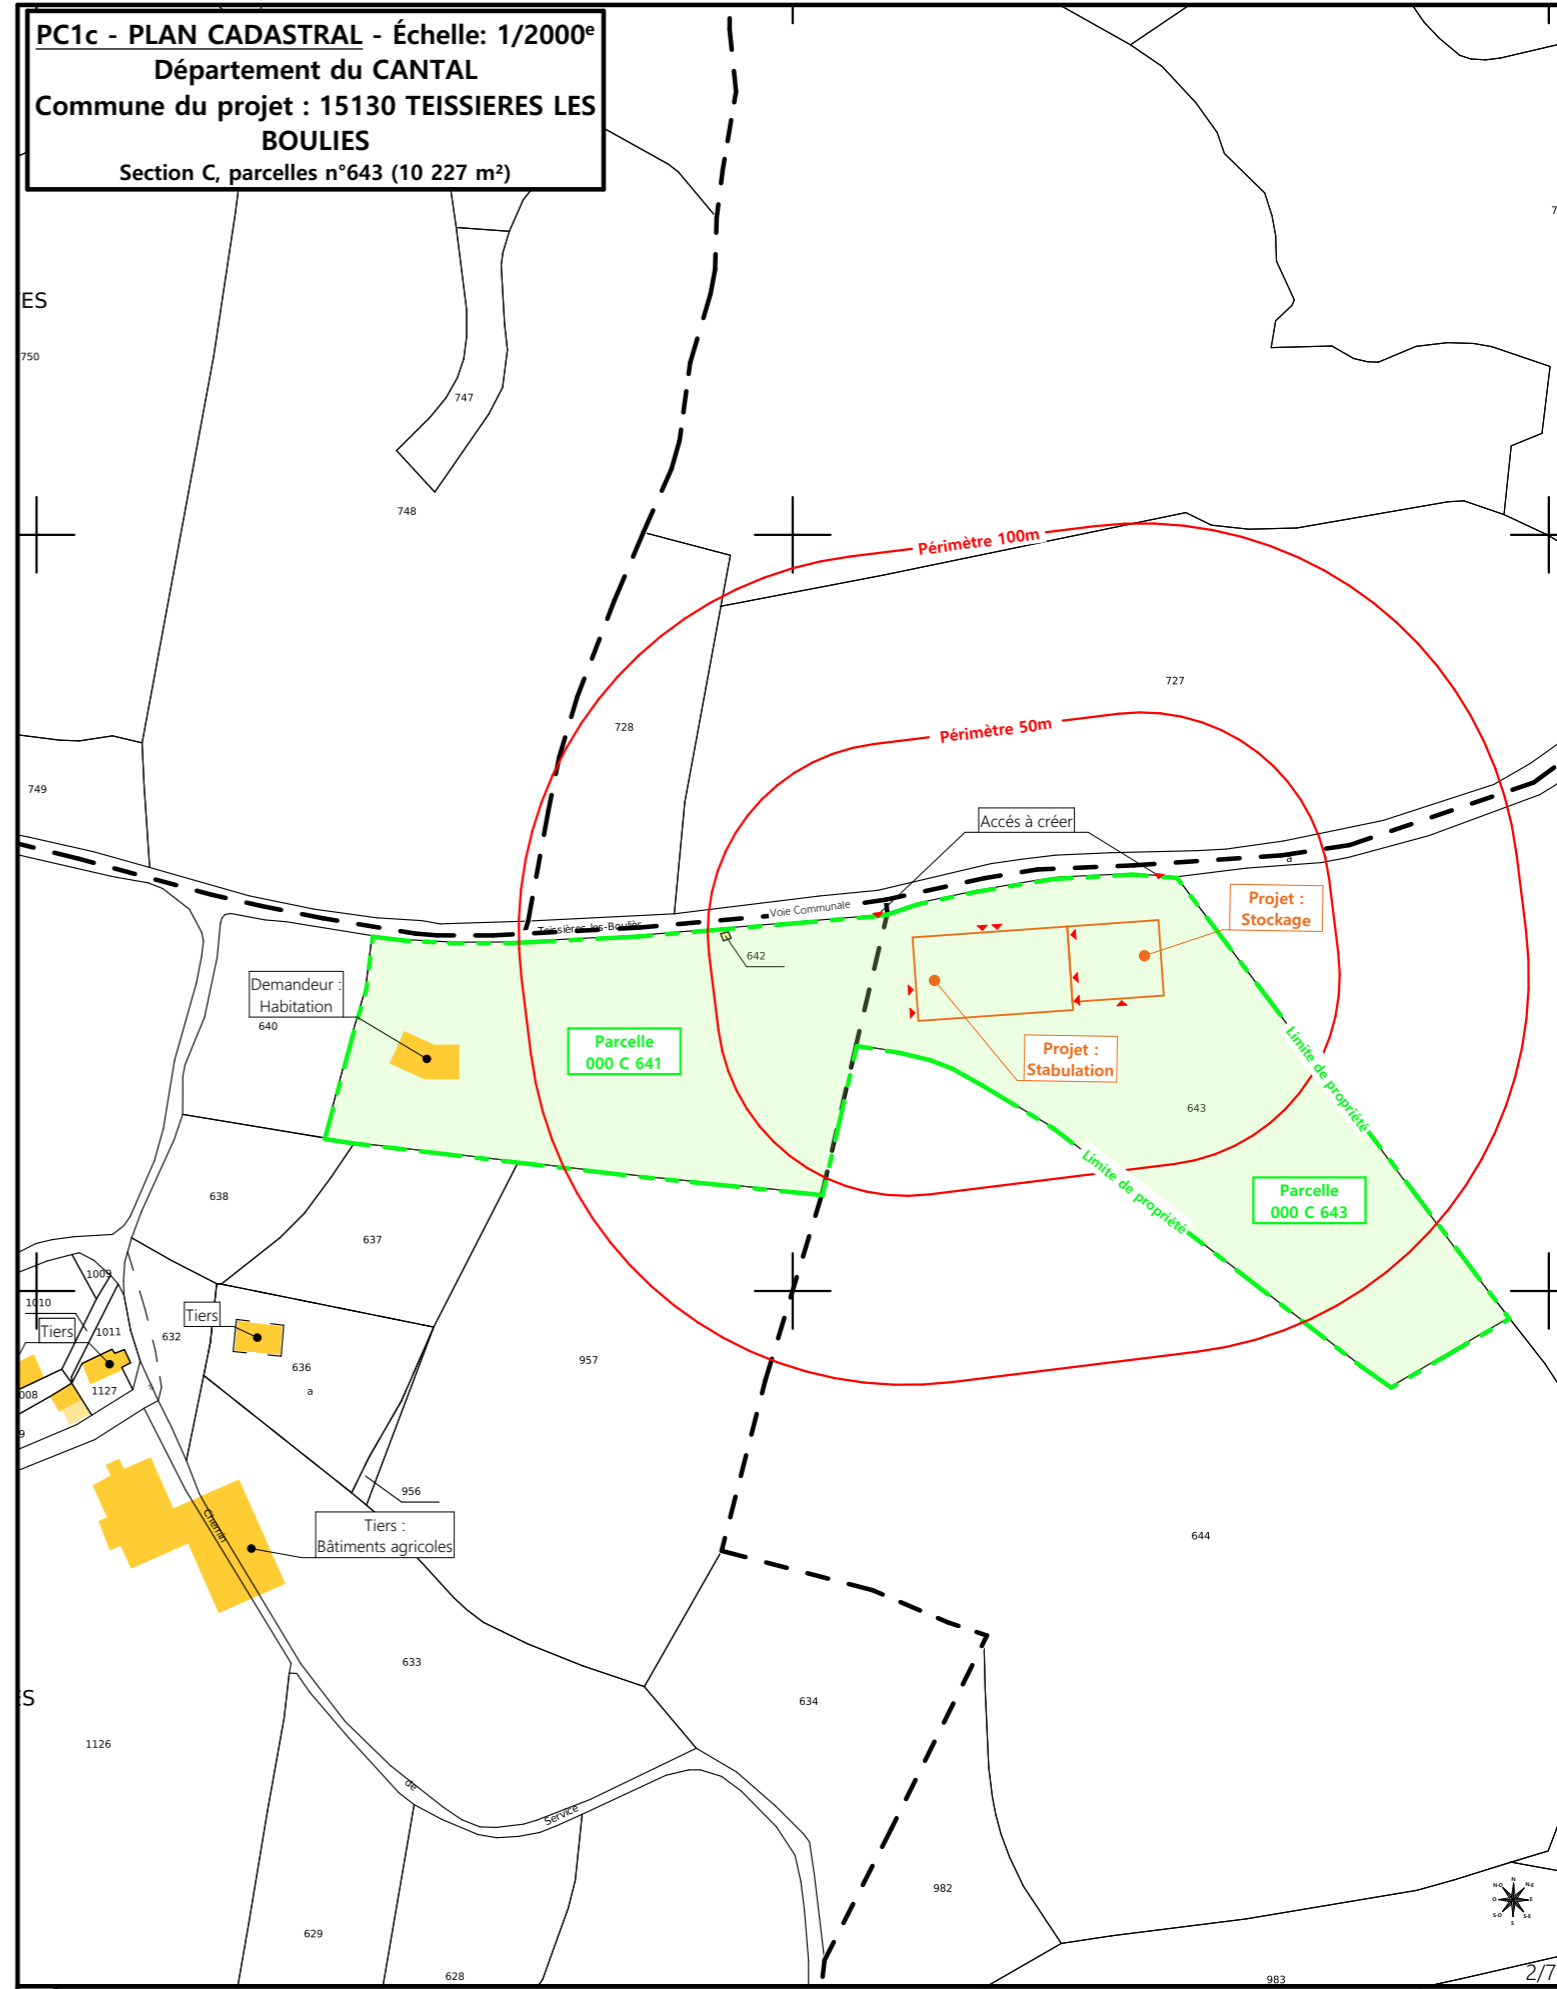 PC1c - PLAN CADASTRAL - Échelle: 1/2000ᵉ
Département du CANTAL
Commune du projet : 15130 TEISSIERES LES
BOULIES
Section C, parcelles n°643 (10 227 m²)
7
ES
750
747
748
Périmètre 100m
727
728
Périmètre 50m
749
Accés à créer
a
Projet :
Stockage
Voie Communale
Teissières-les-Bouliès
642
Demandeur :
Habitation
640
Parcelle
000 C 641
Projet :
Stabulation
Limite de propriété
643
Limite de propriété
Parcelle
000 C 643
638
637
1009
1010
Tiers
Tiers
1011
632
636
a
957
008
1127
9
956
Chemin
Tiers :
Bâtiments agricoles
644
633
634
ES
1126
de
Service
982
N
N-O
N-E
O
E
S-O
S-E
S
629
628
983
2/7